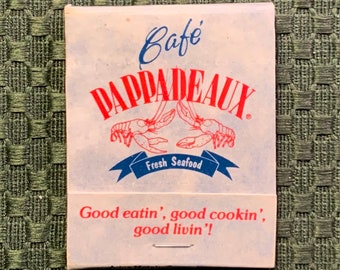 Café
PAPPADEAUX®
Fresh Seafood
Good eatin', good cookin',
good livin'!